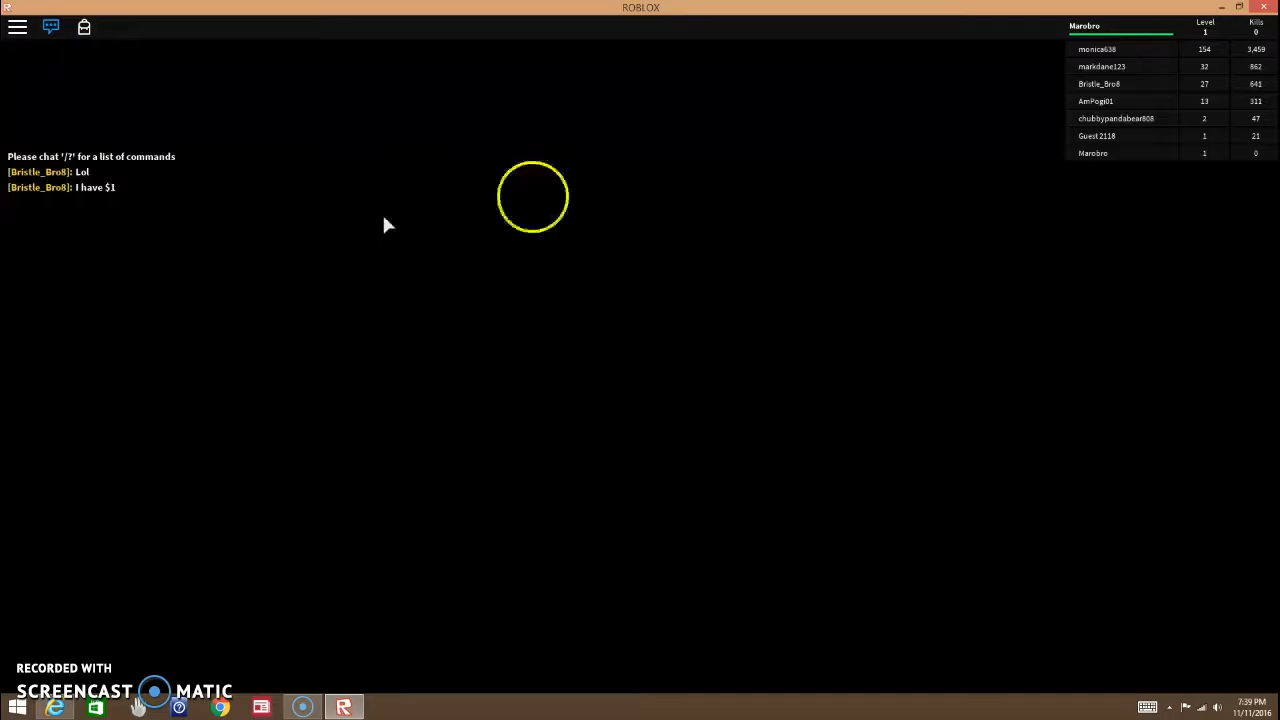 ROBLOX
Marobro Level Kills
1 0
monica638 154 3,459
markdane123 32 862
Bristle_Bro8 27 641
AmPogi01 13 311
chubbypandabear808 2 47
Guest 2118 1 21
Marobro 1 0
Please chat '/?' for a list of commands
[Bristle_Bro8]: Lol
[Bristle_Bro8]: I have $1
RECORDED WITH
SCREENCAST MATIC
7:39 PM
11/11/2016